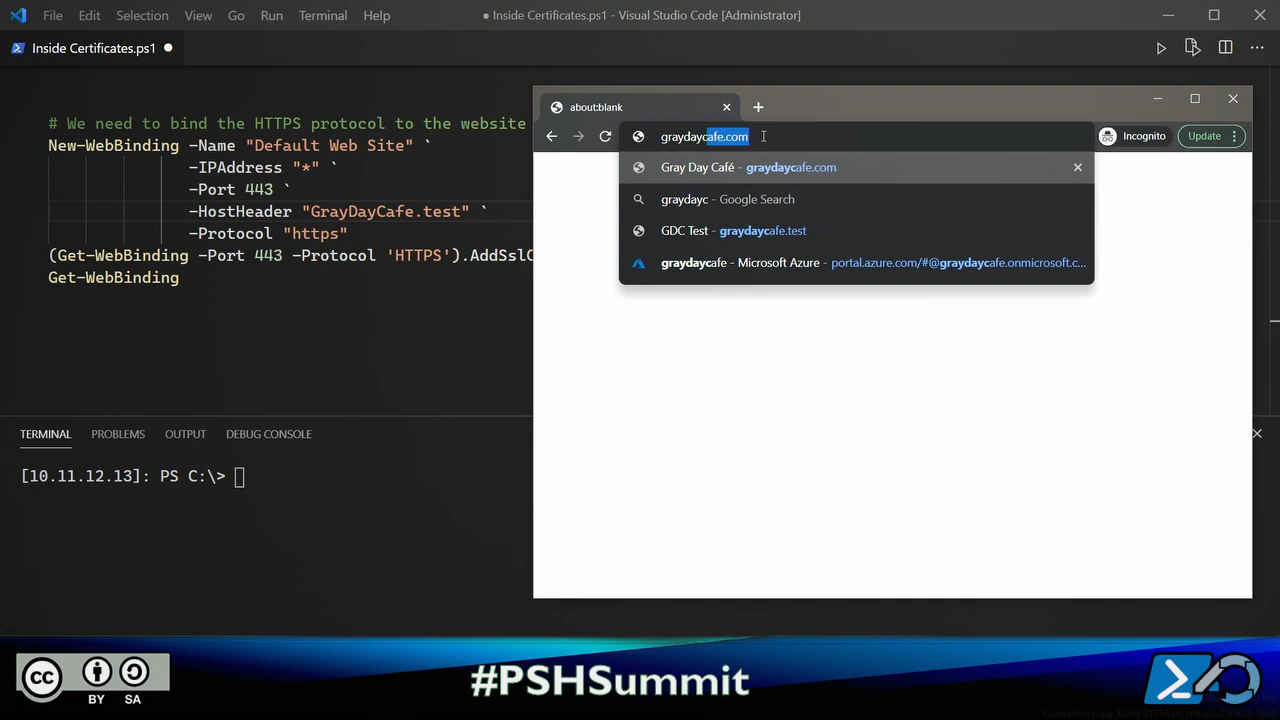 File Edit Selection View Go Run Terminal Help
● Inside Certificates.ps1 - Visual Studio Code [Administrator]
Inside Certificates.ps1
# We need to bind the HTTPS protocol to the website
New-WebBinding -Name "Default Web Site" `
-IPAddress "*" `
-Port 443 `
-HostHeader "GrayDayCafe.test" `
-Protocol "https"
(Get-WebBinding -Port 443 -Protocol 'HTTPS').AddSslC
Get-WebBinding
about:blank
graydaycafe.com
Incognito
Update
Gray Day Café - graydaycafe.com
graydayc - Google Search
GDC Test - graydaycafe.test
graydaycafe - Microsoft Azure - portal.azure.com/#@graydaycafe.onmicrosoft.c...
TERMINAL PROBLEMS OUTPUT DEBUG CONSOLE
[10.11.12.13]: PS C:\>
cc
BY SA
#PSHSummit